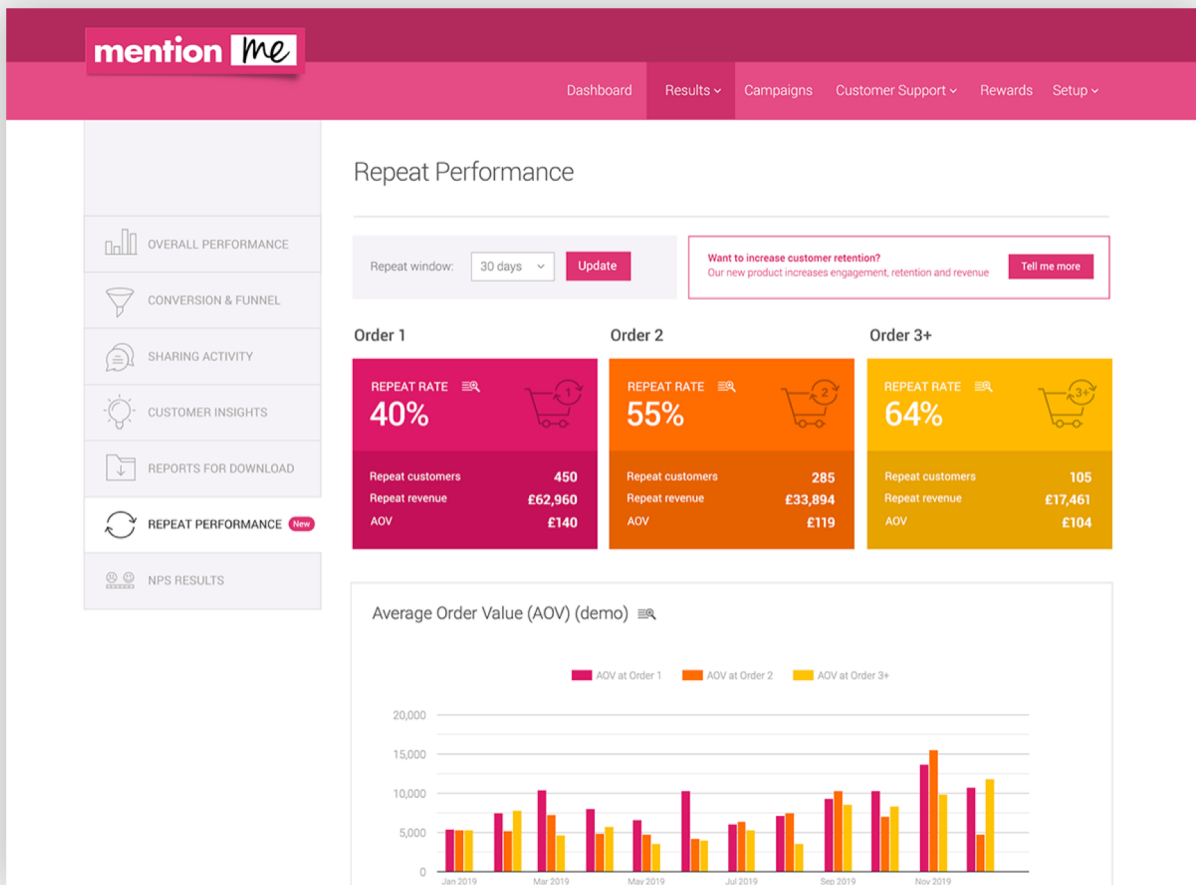 mention me
Dashboard Results Campaigns Customer Support Rewards Setup
OVERALL PERFORMANCE
CONVERSION & FUNNEL
SHARING ACTIVITY
CUSTOMER INSIGHTS
REPORTS FOR DOWNLOAD
REPEAT PERFORMANCE New
NPS RESULTS
Repeat Performance
Repeat window: 30 days Update
Want to increase customer retention?
Our new product increases engagement, retention and revenue
Tell me more
Order 1
REPEAT RATE
40%
1
Repeat customers 450
Repeat revenue £62,960
AOV £140
Order 2
REPEAT RATE
55%
2
Repeat customers 285
Repeat revenue £33,894
AOV £119
Order 3+
REPEAT RATE
64%
3+
Repeat customers 105
Repeat revenue £17,461
AOV £104
Average Order Value (AOV) (demo)
AOV at Order 1 AOV at Order 2 AOV at Order 3+
20,000
15,000
10,000
5,000
0
Jan 2019 Mar 2019 May 2019 Jul 2019 Sep 2019 Nov 2019